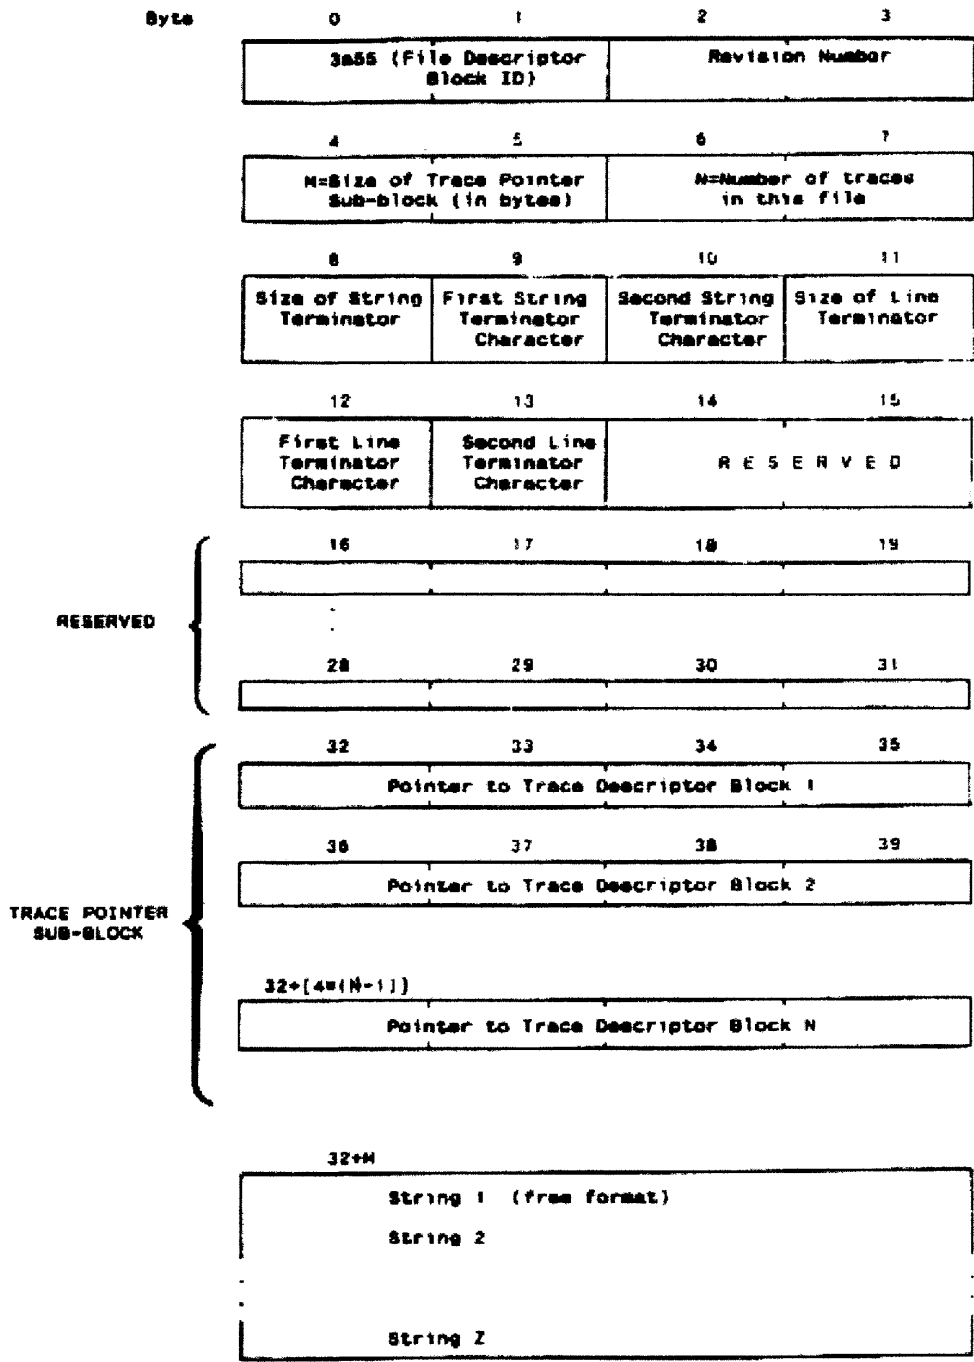 Byte 0 1 2 3
3a55 (File Descriptor Block ID) Revision Number
4 5 6 7
M=Size of Trace Pointer Sub-block (in bytes) N=Number of traces in this file
8 9 10 11
Size of String Terminator First String Terminator Character Second String Terminator Character Size of Line Terminator
12 13 14 15
First Line Terminator Character Second Line Terminator Character R E S E R V E D
16 17 18 19
RESERVED
28 29 30 31
32 33 34 35
Pointer to Trace Descriptor Block 1
36 37 38 39
Pointer to Trace Descriptor Block 2
TRACE POINTER
SUB-BLOCK
32+[4*(N-1)]
Pointer to Trace Descriptor Block N
32+M
String 1 (free format)
String 2
String Z